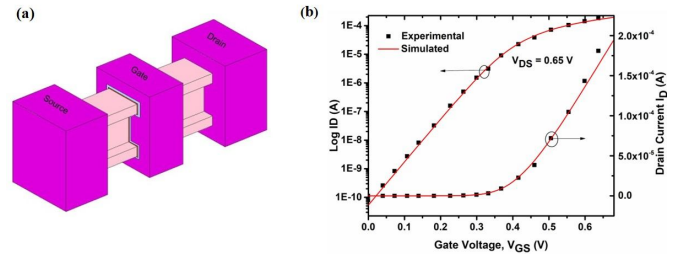 (a)
Source
Gate
Drain
(b)
Log ID (A)
1E-4
1E-5
1E-6
1E-7
1E-8
1E-9
1E-10
Experimental
Simulated
V_DS = 0.65 V
2.0x10⁻⁴
1.5x10⁻⁴
1.0x10⁻⁴
5.0x10⁻⁵
0.0
Drain Current I_D (A)
0.0 0.1 0.2 0.3 0.4 0.5 0.6
Gate Voltage, V_GS (V)